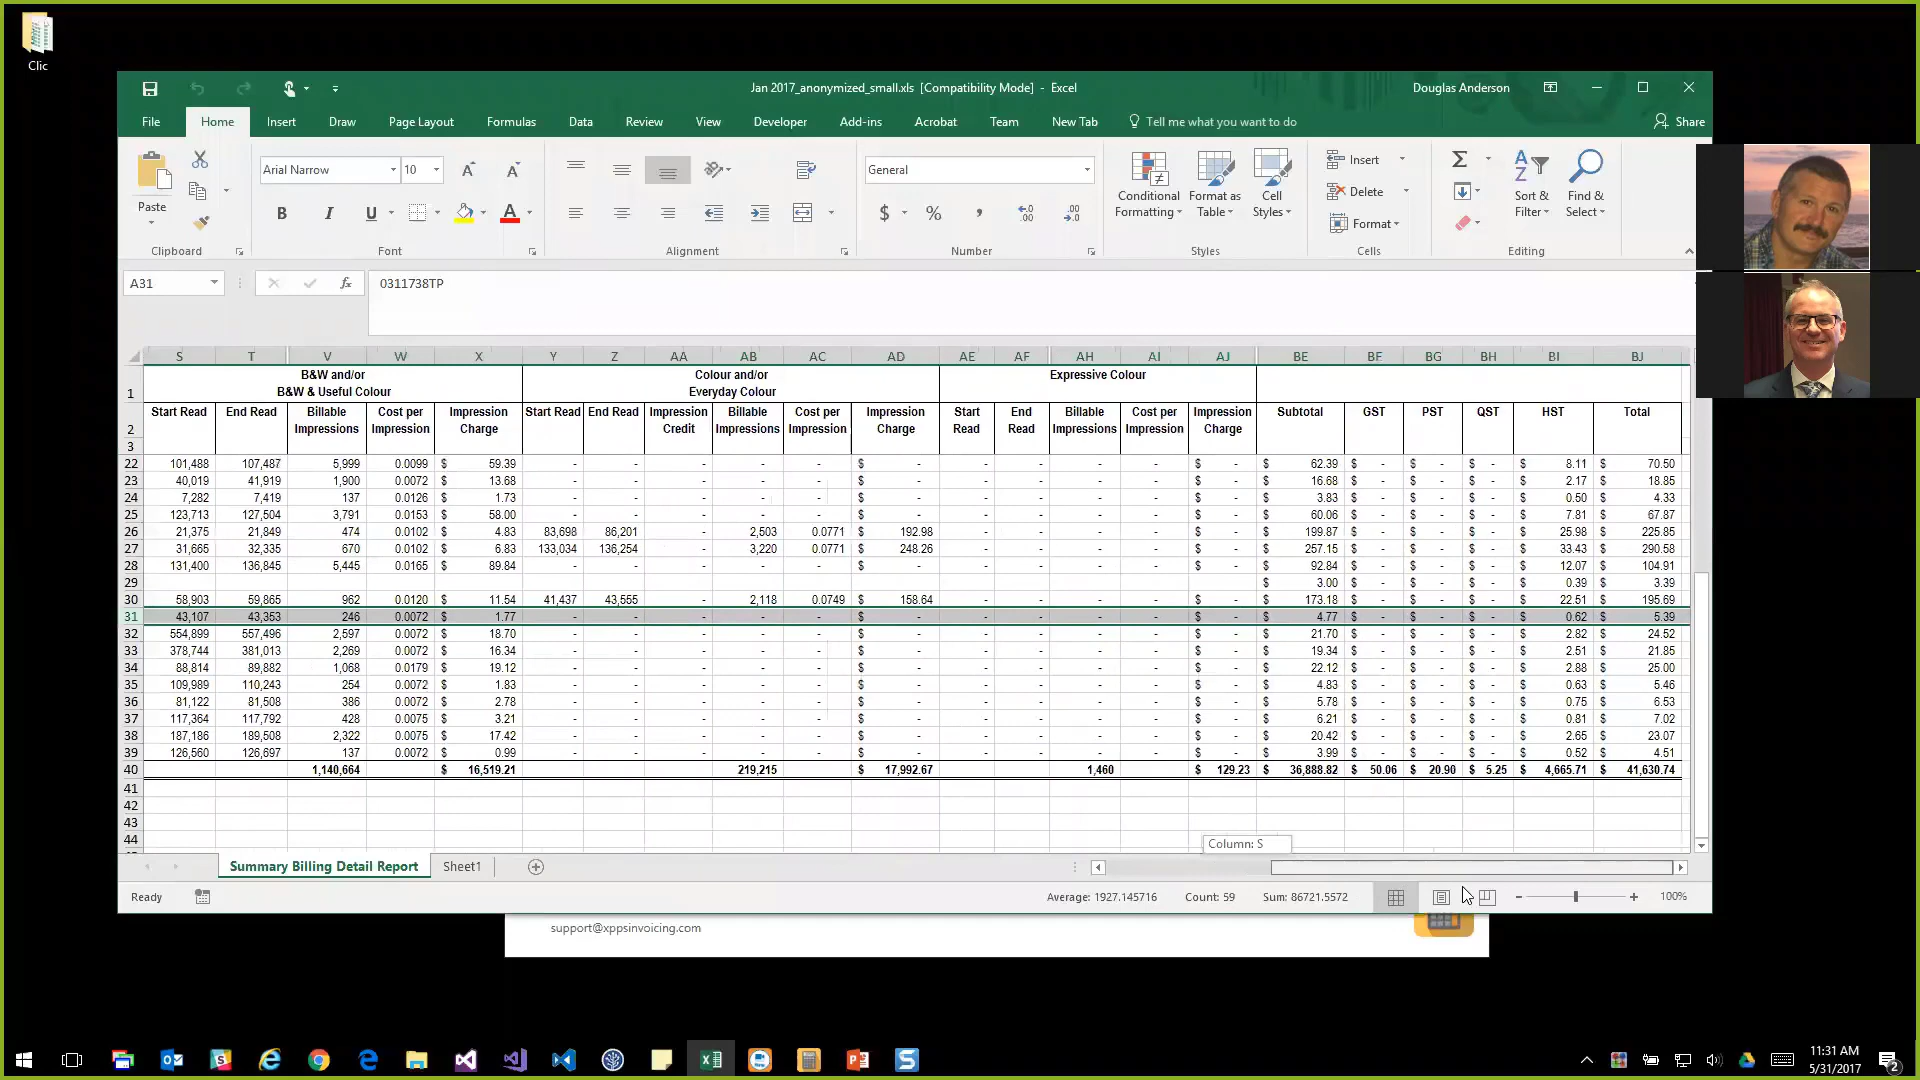 Clic
Jan 2017_anonymized_small.xls [Compatibility Mode] - Excel
Douglas Anderson
File Home Insert Draw Page Layout Formulas Data Review View Developer Add-ins Acrobat Team New Tab Tell me what you want to do Share
Paste
Clipboard
Arial Narrow 10
B I U
Font
Alignment
General
$ % ,
Number
Conditional Formatting
Format as Table
Cell Styles
Styles
Insert
Delete
Format
Cells
Sort & Filter
Find & Select
Editing
A31 fx 0311738TP
S T V W X Y Z AA AB AC AD AE AF AH AI AJ BE BF BG BH BI BJ
1 B&W and/or B&W & Useful Colour Colour and/or Everyday Colour Expressive Colour
2 Start Read End Read Billable Impressions Cost per Impression Impression Charge Start Read End Read Impression Credit Billable Impressions Cost per Impression Impression Charge Start Read End Read Billable Impressions Cost per Impression Impression Charge Subtotal GST PST QST HST Total
3
22 101,488 107,487 5,999 0.0099 $ 59.39 - - - - - $ - - - - - $ - $ 62.39 $ - $ - $ - $ 8.11 $ 70.50
23 40,019 41,919 1,900 0.0072 $ 13.68 - - - - - $ - - - - - $ - $ 16.68 $ - $ - $ - $ 2.17 $ 18.85
24 7,282 7,419 137 0.0126 $ 1.73 - - - - - $ - - - - - $ - $ 3.83 $ - $ - $ - $ 0.50 $ 4.33
25 123,713 127,504 3,791 0.0153 $ 58.00 - - - - - $ - - - - - $ - $ 60.06 $ - $ - $ - $ 7.81 $ 67.87
26 21,375 21,849 474 0.0102 $ 4.83 83,698 86,201 - 2,503 0.0771 $ 192.98 - - - - $ - $ 199.87 $ - $ - $ - $ 25.98 $ 225.85
27 31,665 32,335 670 0.0102 $ 6.83 133,034 136,254 - 3,220 0.0771 $ 248.26 - - - - $ - $ 257.15 $ - $ - $ - $ 33.43 $ 290.58
28 131,400 136,845 5,445 0.0165 $ 89.84 - - - - - $ - - - - - $ - $ 92.84 $ - $ - $ - $ 12.07 $ 104.91
29 $ 3.00 $ - $ - $ - $ 0.39 $ 3.39
30 58,903 59,865 962 0.0120 $ 11.54 41,437 43,555 - 2,118 0.0749 $ 158.64 - - - - $ - $ 173.18 $ - $ - $ - $ 22.51 $ 195.69
31 43,107 43,353 246 0.0072 $ 1.77 - - - - - $ - - - - - $ - $ 4.77 $ - $ - $ - $ 0.62 $ 5.39
32 554,899 557,496 2,597 0.0072 $ 18.70 - - - - - $ - - - - - $ - $ 21.70 $ - $ - $ - $ 2.82 $ 24.52
33 378,744 381,013 2,269 0.0072 $ 16.34 - - - - - $ - - - - - $ - $ 19.34 $ - $ - $ - $ 2.51 $ 21.85
34 88,814 89,882 1,068 0.0179 $ 19.12 - - - - - $ - - - - - $ - $ 22.12 $ - $ - $ - $ 2.88 $ 25.00
35 109,989 110,243 254 0.0072 $ 1.83 - - - - - $ - - - - - $ - $ 4.83 $ - $ - $ - $ 0.63 $ 5.46
36 81,122 81,508 386 0.0072 $ 2.78 - - - - - $ - - - - - $ - $ 5.78 $ - $ - $ - $ 0.75 $ 6.53
37 117,364 117,792 428 0.0075 $ 3.21 - - - - - $ - - - - - $ - $ 6.21 $ - $ - $ - $ 0.81 $ 7.02
38 187,186 189,508 2,322 0.0075 $ 17.42 - - - - - $ - - - - - $ - $ 20.42 $ - $ - $ - $ 2.65 $ 23.07
39 126,560 126,697 137 0.0072 $ 0.99 - - - - - $ - - - - - $ - $ 3.99 $ - $ - $ - $ 0.52 $ 4.51
40 1,140,664 $ 16,519.21 219,215 $ 17,992.67 1,460 $ 129.23 $ 36,888.82 $ 50.06 $ 20.90 $ 5.25 $ 4,665.71 $ 41,630.74
41
42
43
44
Column: S
Summary Billing Detail Report Sheet1
Ready Average: 1927.145716 Count: 59 Sum: 86721.5572 100%
support@xppsinvoicing.com
11:31 AM
5/31/2017
2